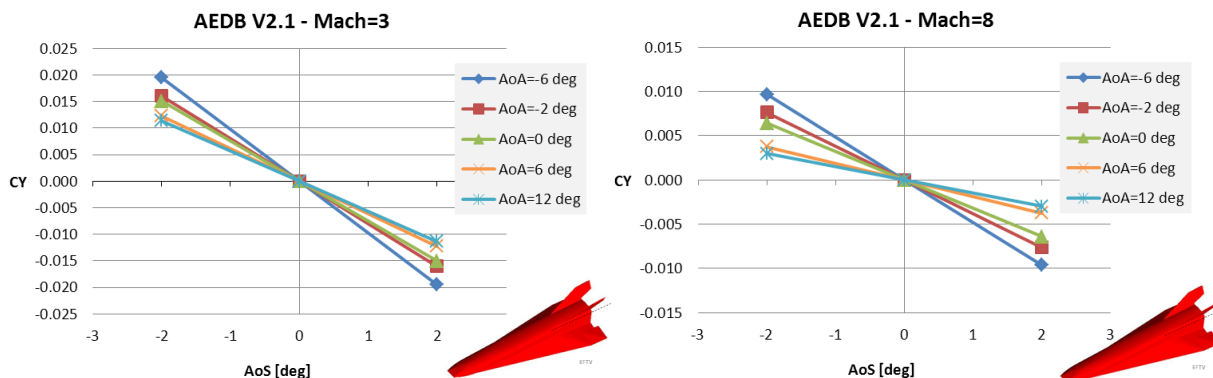 AEDB V2.1 - Mach=3
0.025
0.020
0.015
0.010
0.005
0.000
-0.005
-0.010
-0.015
-0.020
-0.025
CY
-3
-2
-1
0
1
2
AoS [deg]
AoA=-6 deg
AoA=-2 deg
AoA=0 deg
AoA=6 deg
AoA=12 deg
EFTV
AEDB V2.1 - Mach=8
0.015
0.010
0.005
0.000
-0.005
-0.010
-0.015
CY
-3
-2
-1
0
1
2
3
AoS [deg]
AoA=-6 deg
AoA=-2 deg
AoA=0 deg
AoA=6 deg
AoA=12 deg
EFTV